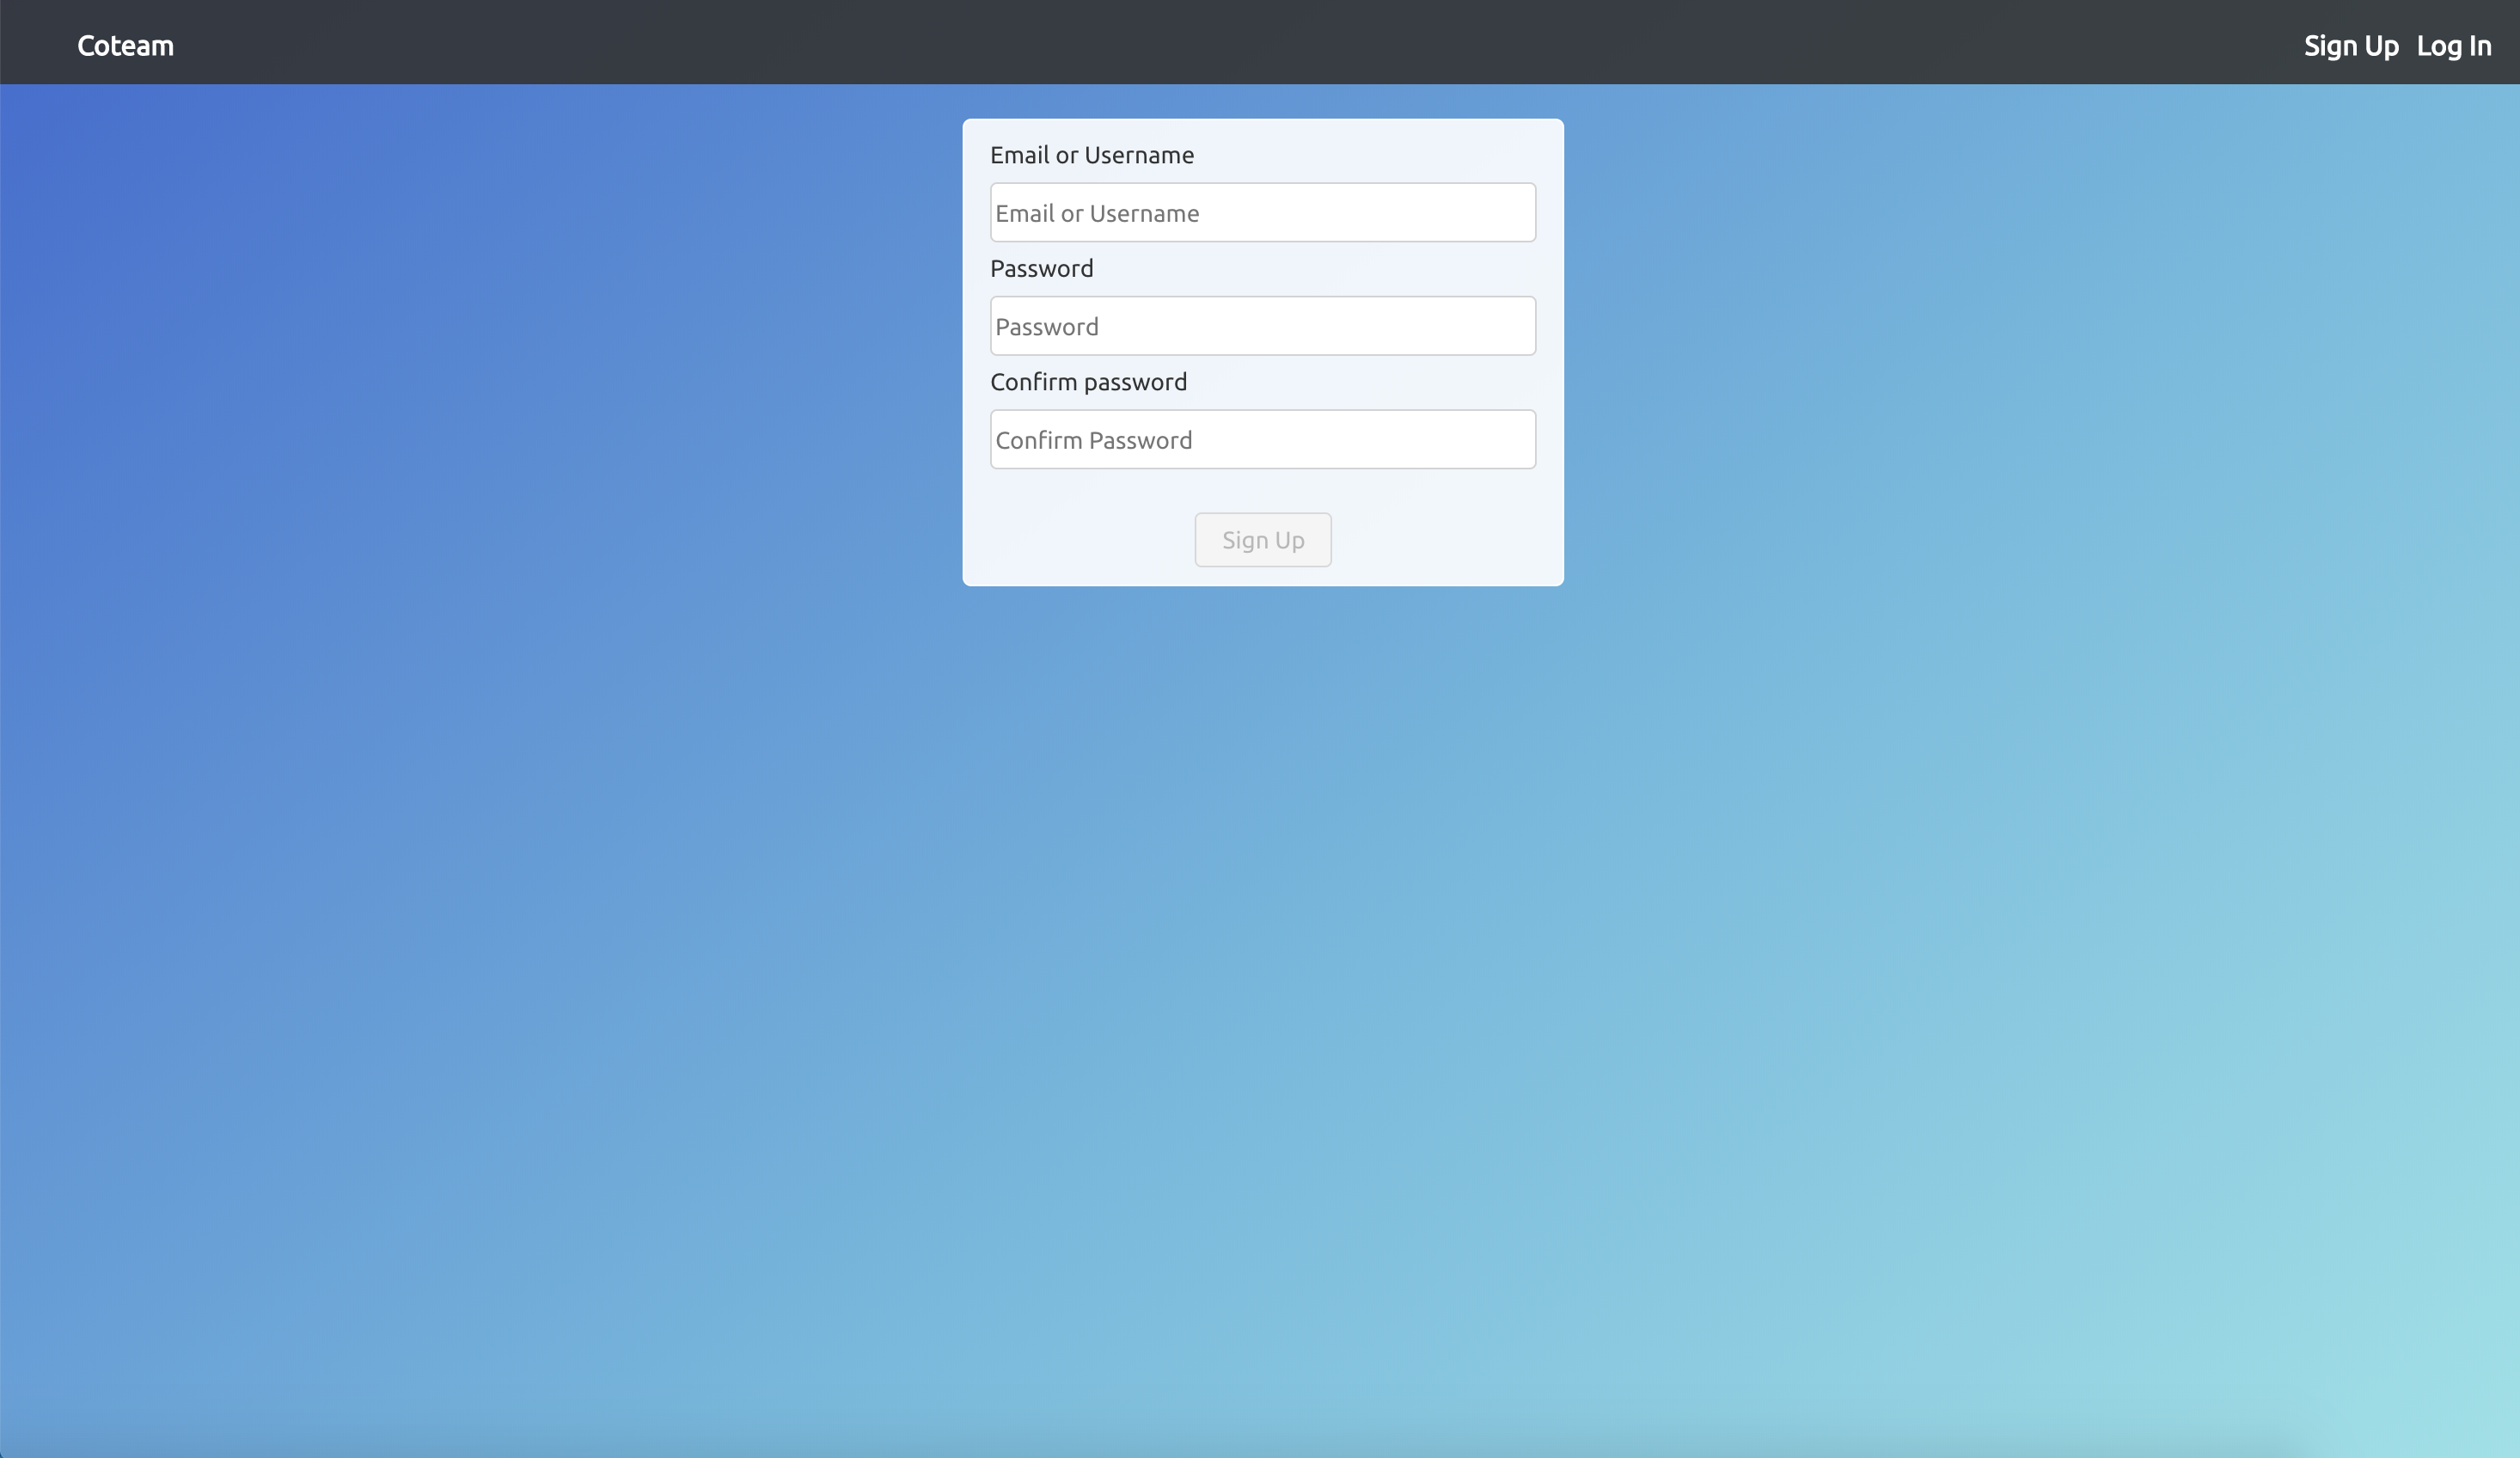 Coteam
Sign Up Log In
Email or Username
Email or Username
Password
Password
Confirm password
Confirm Password
Sign Up